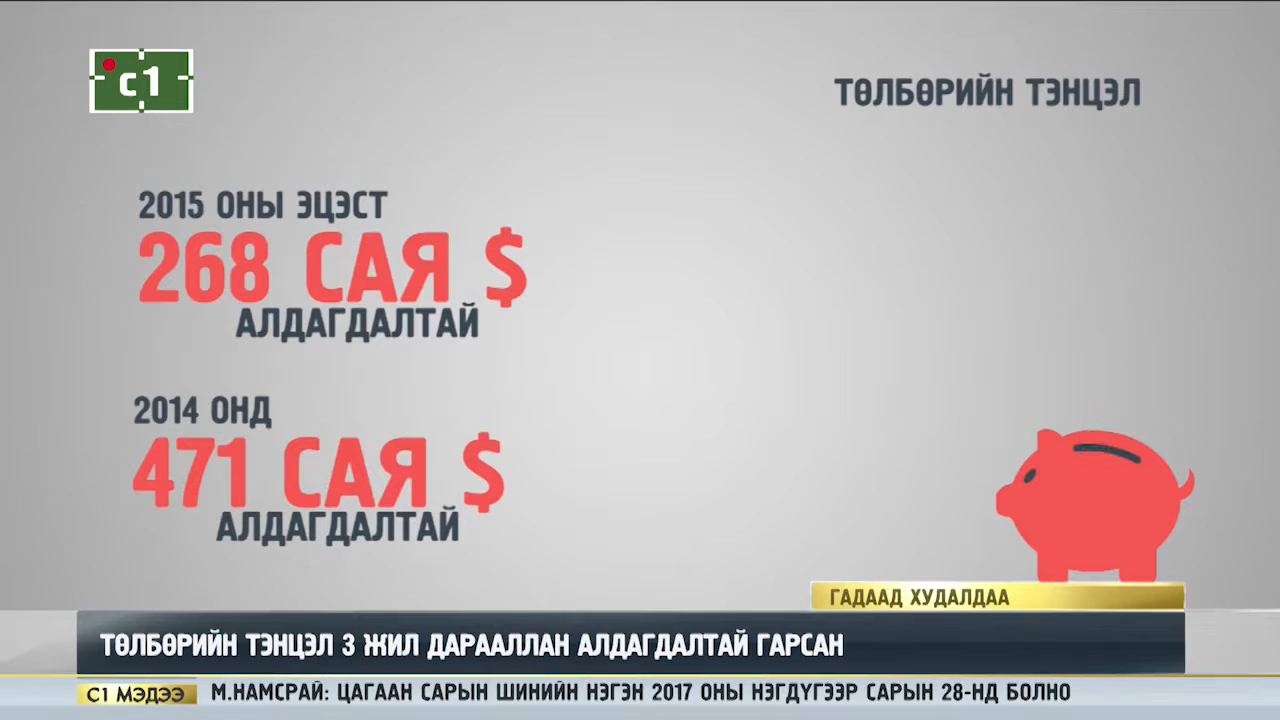 c1
ТӨЛБӨРИЙН ТЭНЦЭЛ
2015 ОНЫ ЭЦЭСТ
268 САЯ $
АЛДАГДАЛТАЙ
2014 ОНД
471 САЯ $
АЛДАГДАЛТАЙ
ГАДААД ХУДАЛДАА
ТӨЛБӨРИЙН ТЭНЦЭЛ 3 ЖИЛ ДАРААЛЛАН АЛДАГДАЛТАЙ ГАРСАН
C1 МЭДЭЭ М.НАМСРАЙ: ЦАГААН САРЫН ШИНИЙН НЭГЭН 2017 ОНЫ НЭГДҮГЭЭР САРЫН 28-НД БОЛНО